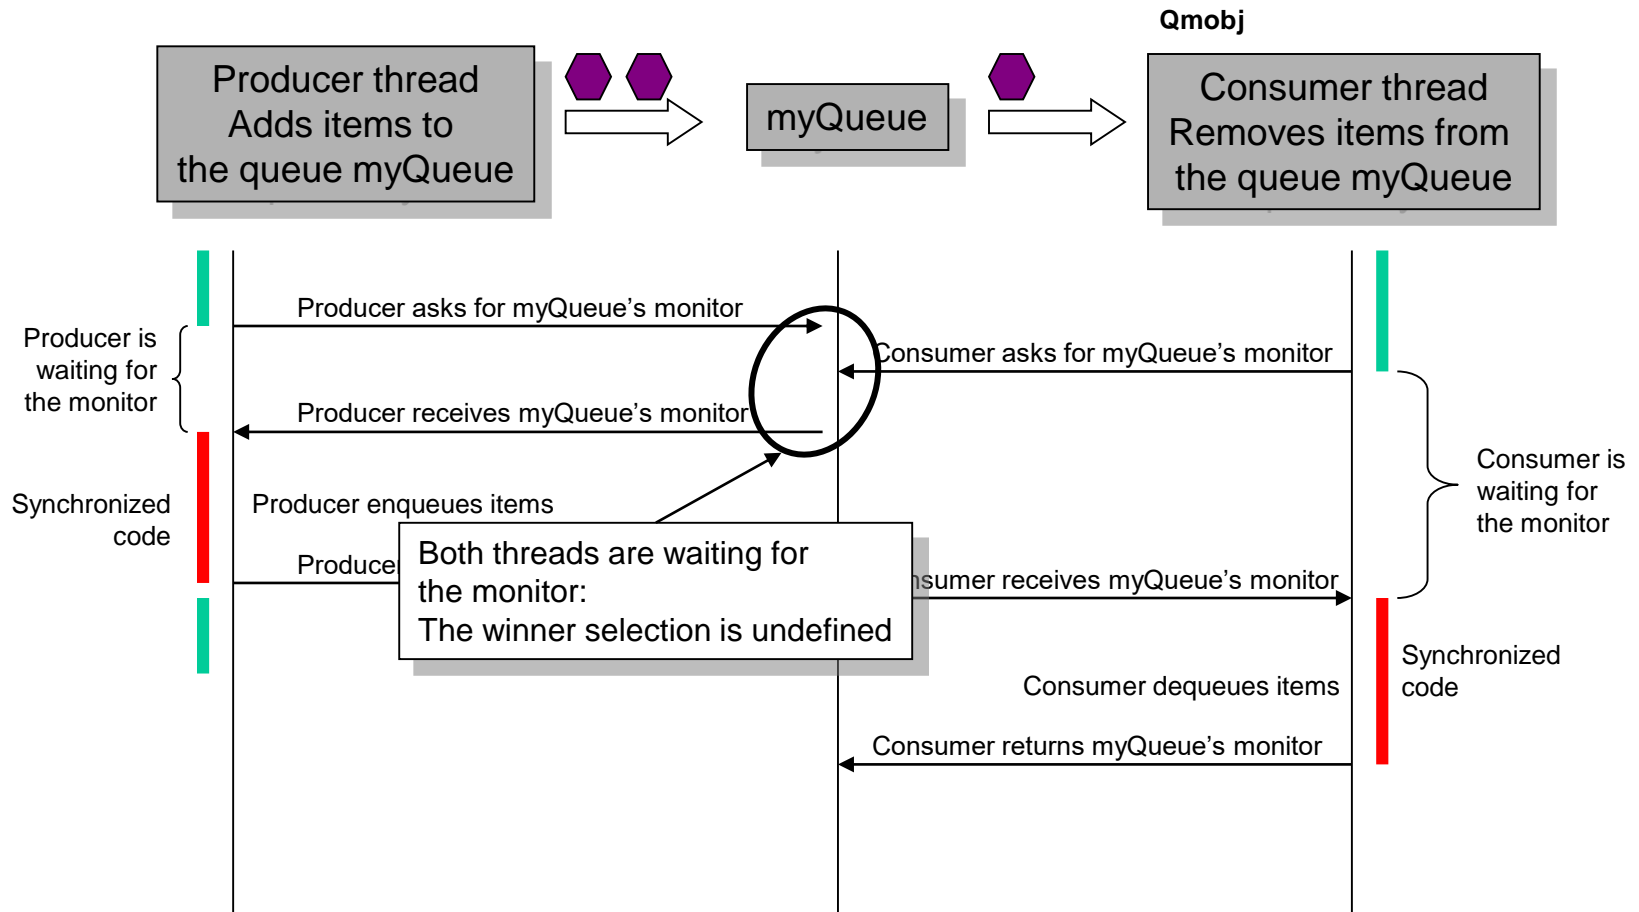 Qmobj
Producer thread
Adds items to
the queue myQueue
myQueue
Consumer thread
Removes items from
the queue myQueue
Producer asks for myQueue's monitor
Producer is
waiting for
the monitor
Consumer asks for myQueue's monitor
Producer receives myQueue's monitor
Consumer is
waiting for
the monitor
Synchronized
code
Producer enqueues items
Both threads are waiting for
the monitor:
The winner selection is undefined
receives myQueue's monitor
Synchronized
code
Consumer dequeues items
Consumer returns myQueue's monitor